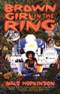 BROWN
GIRL IN
THE RING
NALO HOPKINSON